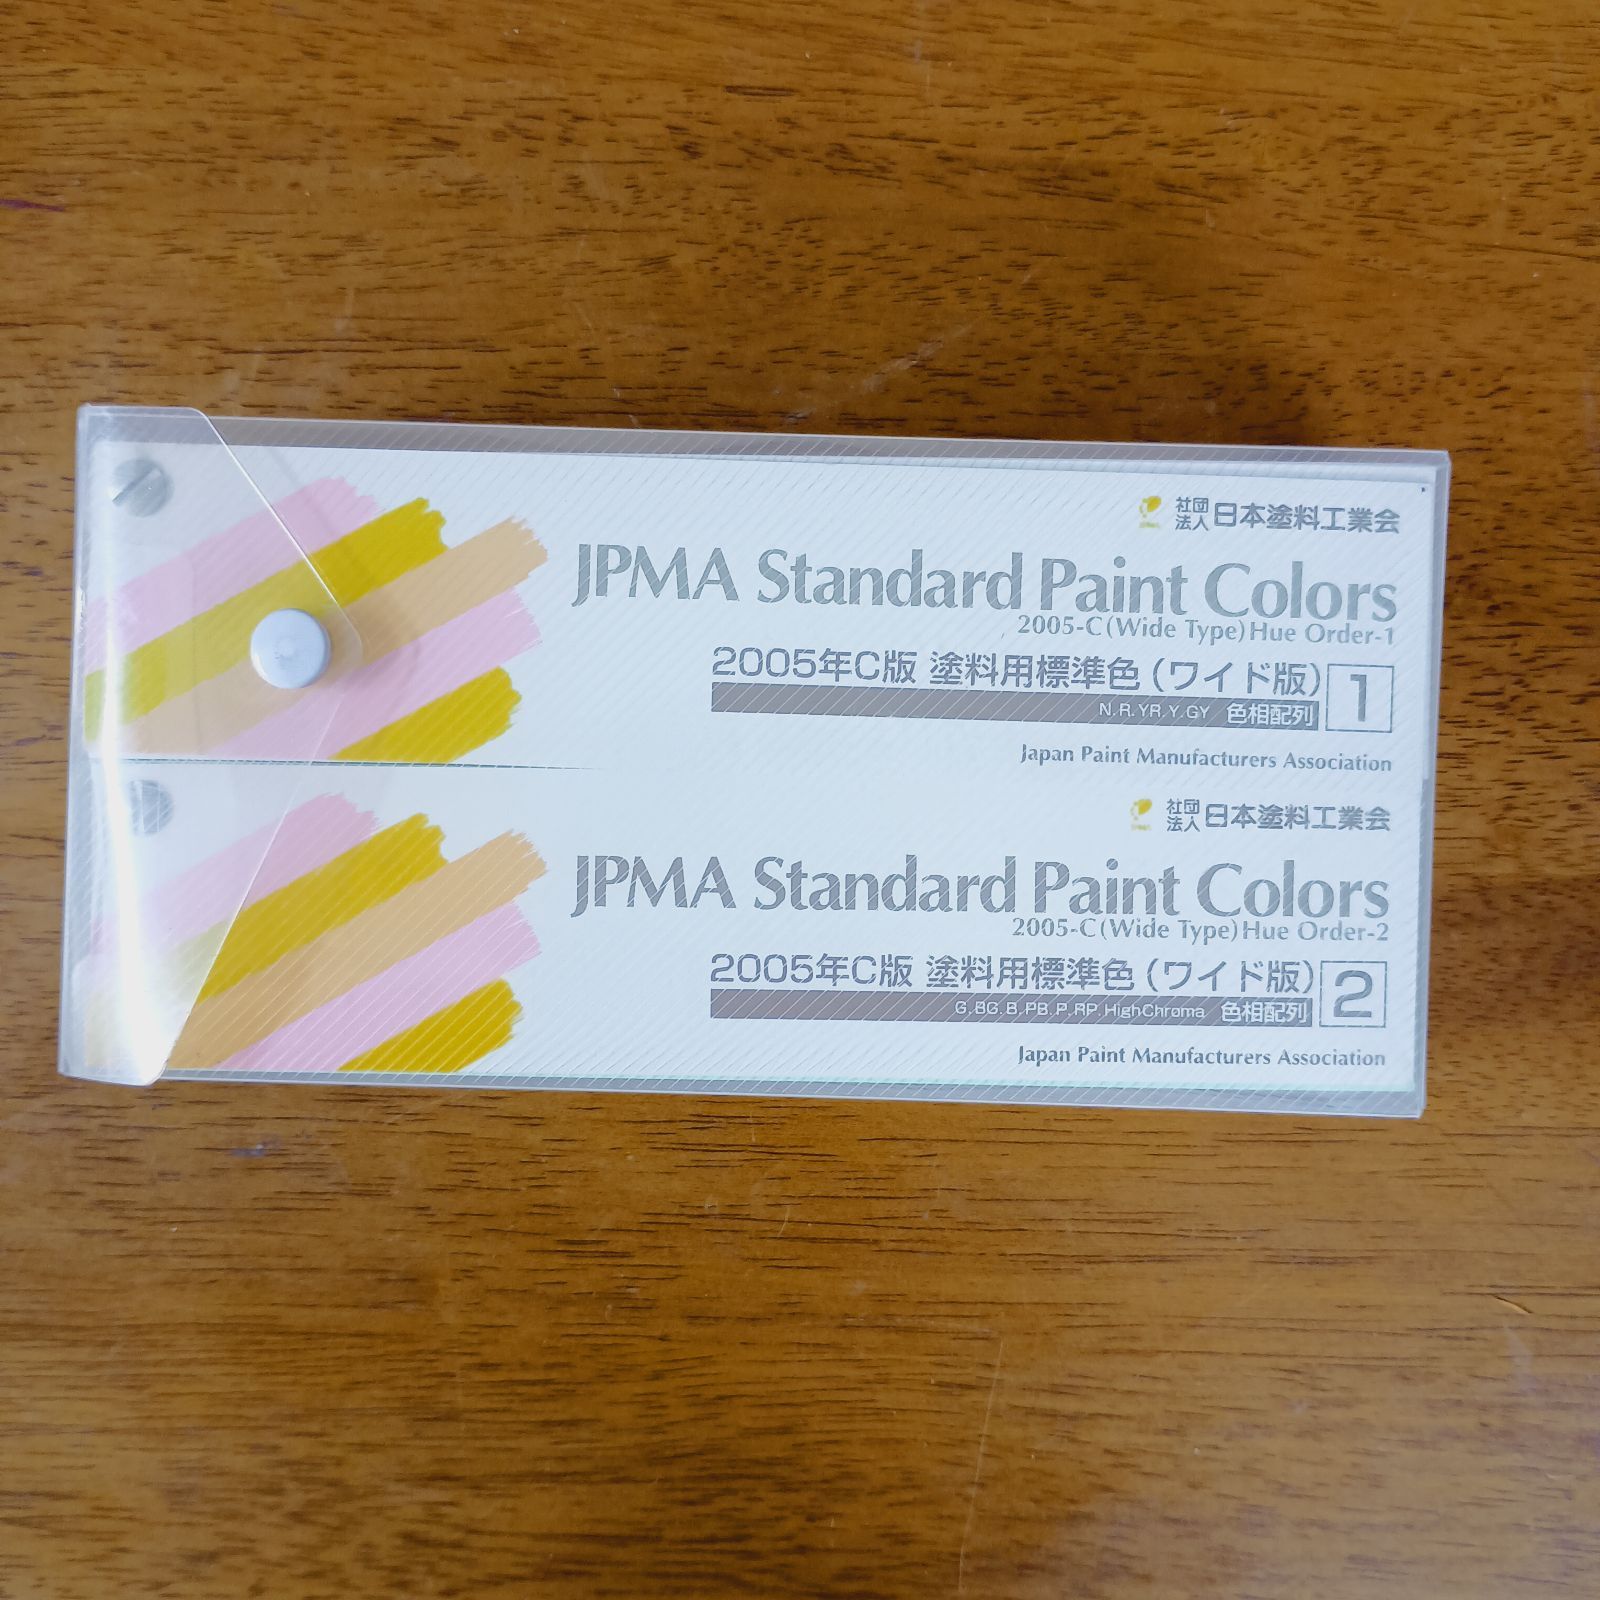 社団法人 日本塗料工業会
JPMA Standard Paint Colors
2005-C(Wide Type)Hue Order-1
2005年C版 塗料用標準色(ワイド版) 1
N.R.YR.Y.GY 色相配列
Japan Paint Manufacturers Association
社団法人 日本塗料工業会
JPMA Standard Paint Colors
2005-C(Wide Type)Hue Order-2
2005年C版 塗料用標準色(ワイド版) 2
G.BG.B.PB.P.RP.HighChroma 色相配列
Japan Paint Manufacturers Association